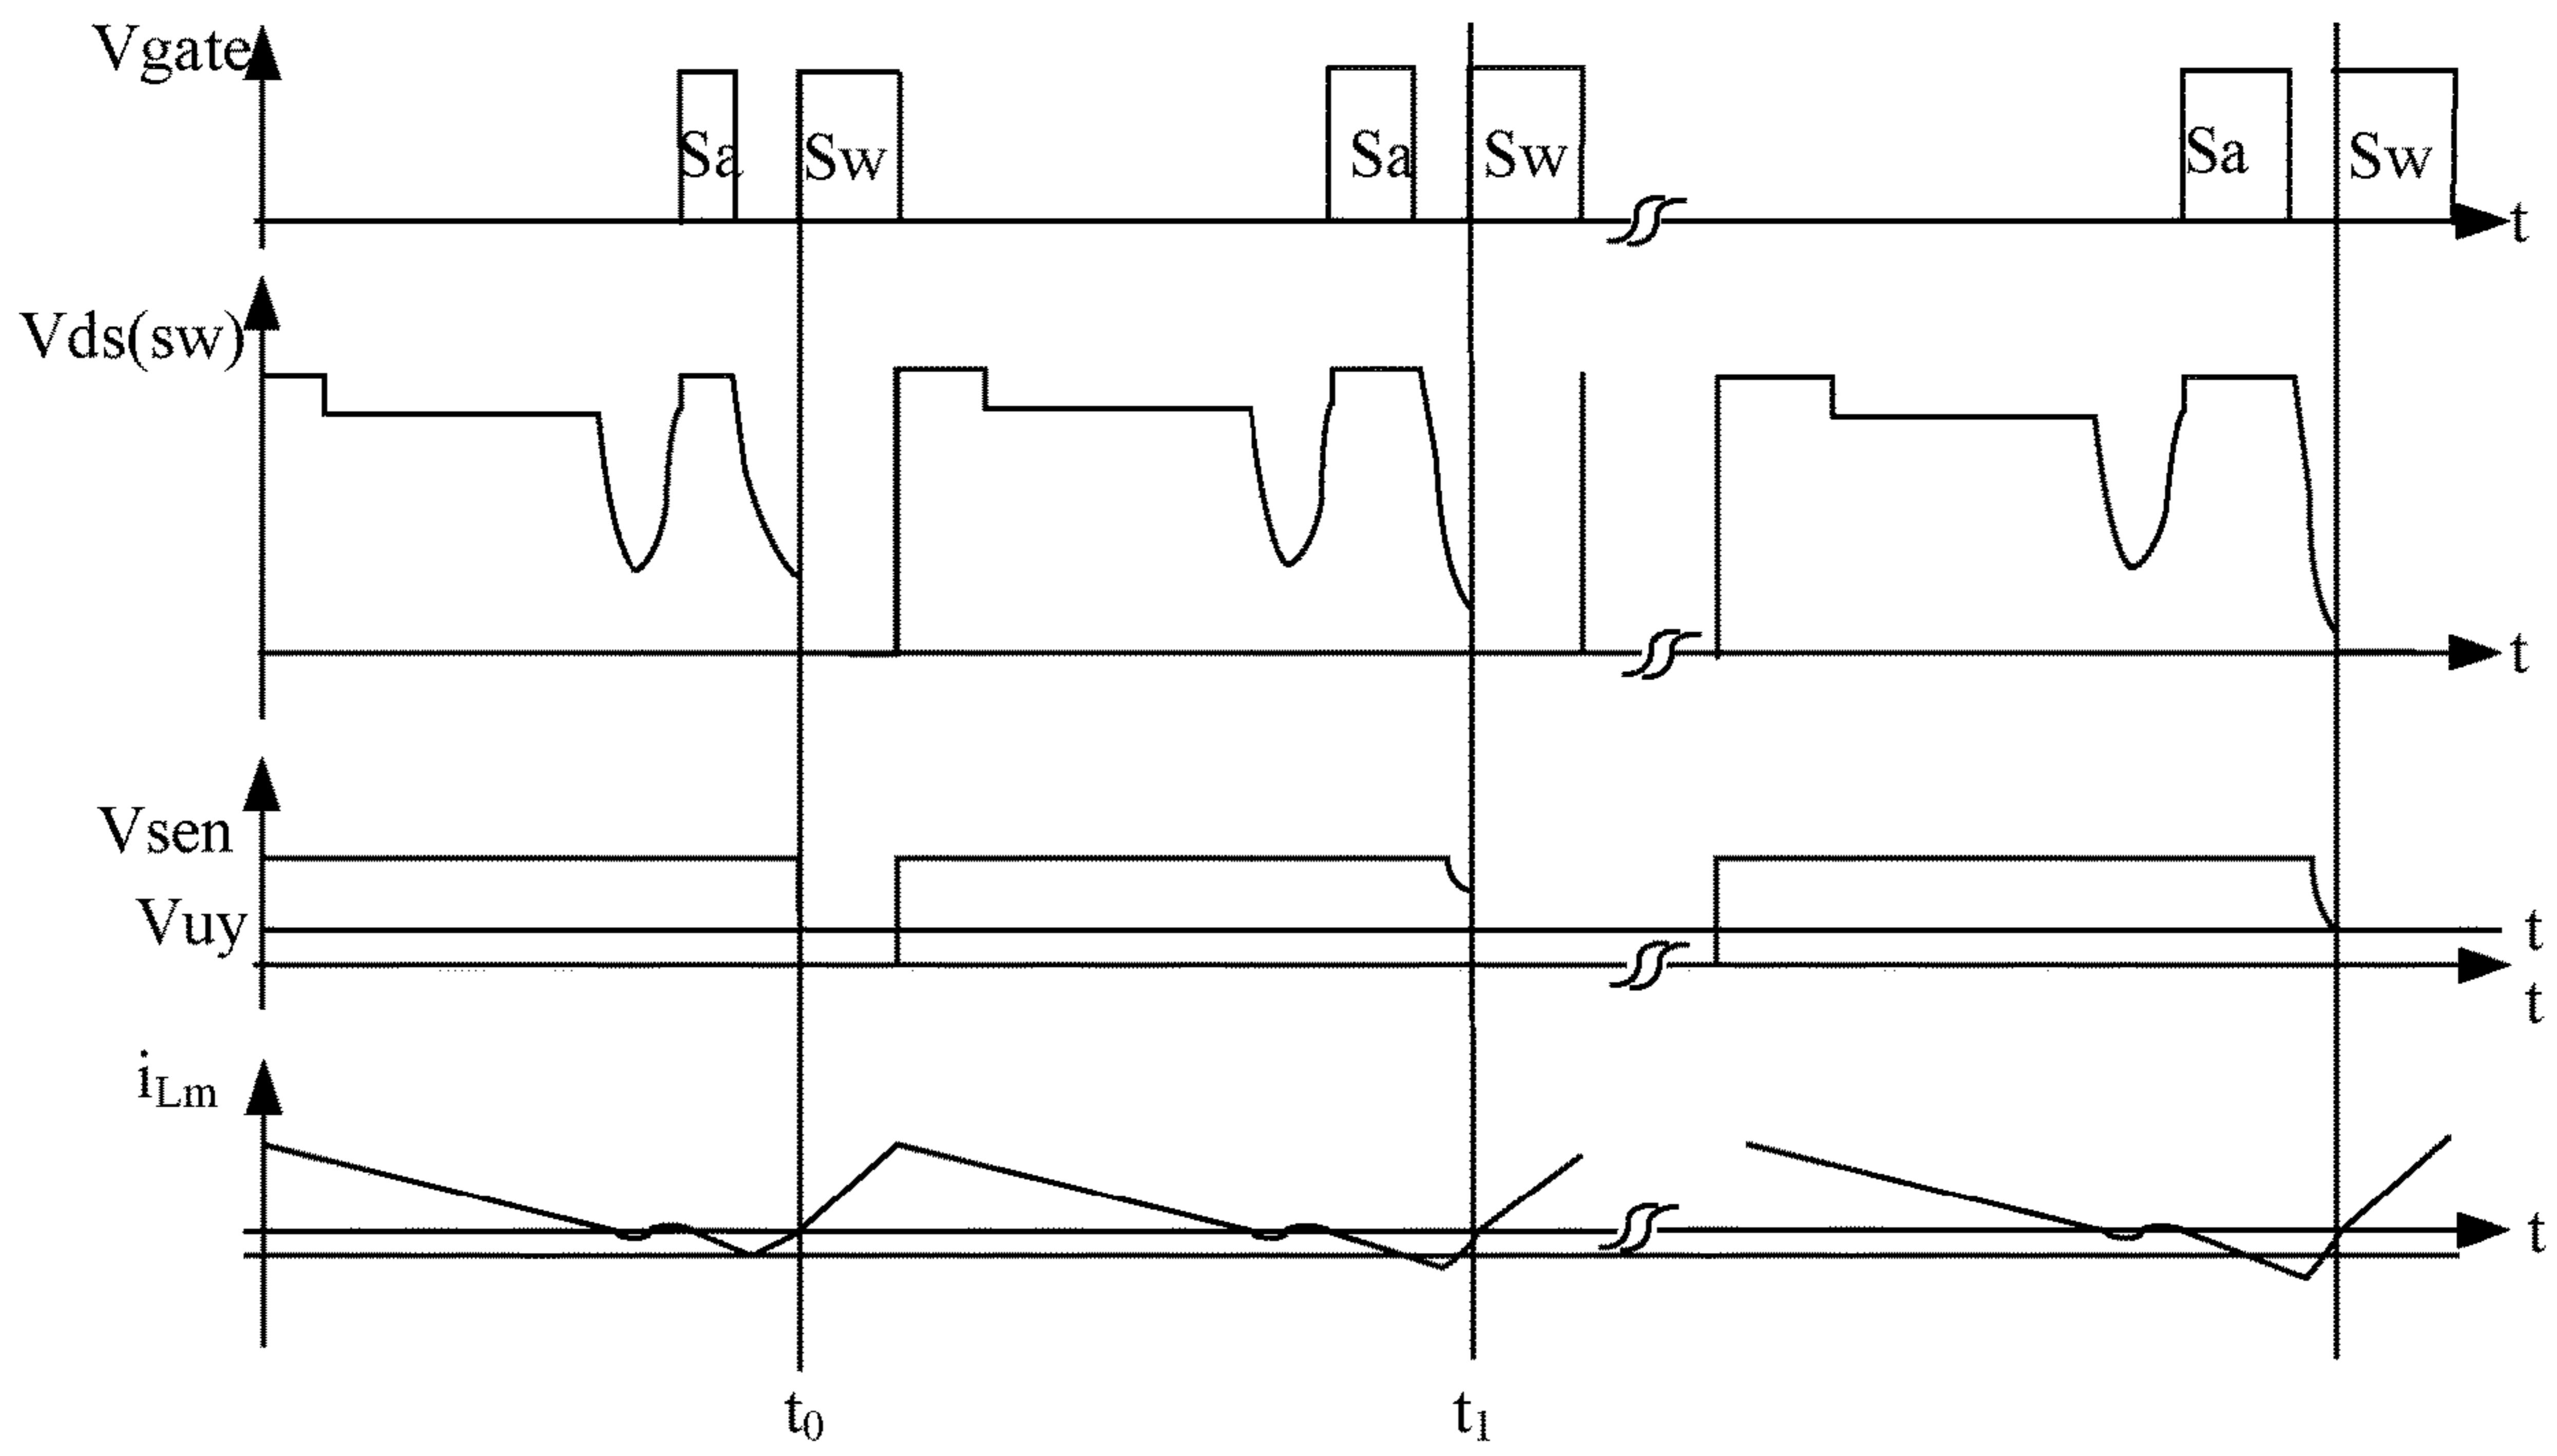 Vgate
Sa Sw Sa Sw Sa Sw
t
Vds(sw)
t
Vsen
Vuy
t
t
iLm
t
t0 t1